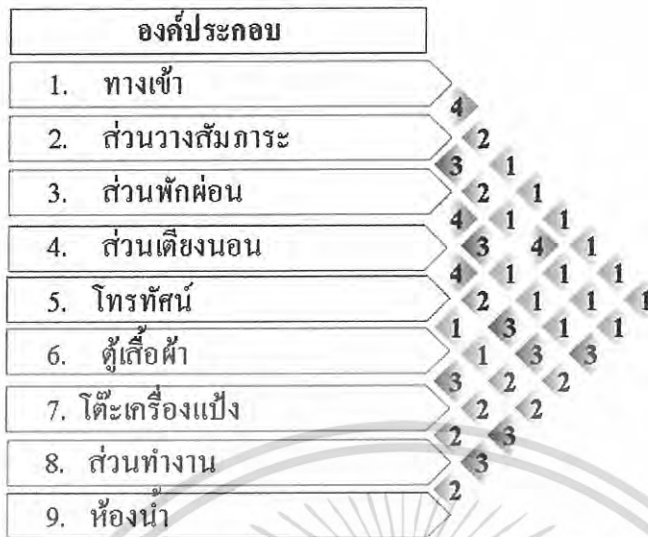 องค์ประกอบ
1. ทางเข้า
4
2. ส่วนวางสัมภาระ
2
3 1
3. ส่วนพักผ่อน
2 1
4 1 1
4. ส่วนเตียงนอน
3 4 1
4 1 1 1
5. โทรทัศน์
2 1 1 1
1 3 1 1
6. ตู้เสื้อผ้า
1 3 3
3 2 2
7. โต๊ะเครื่องแป้ง
2 2
2 3
8. ส่วนทำงาน
3
2
9. ห้องน้ำ